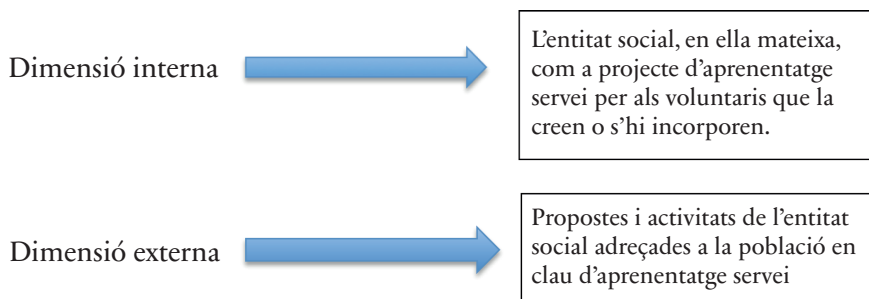 Dimensió interna
L'entitat social, en ella mateixa,
com a projecte d'aprenentatge
servei per als voluntaris que la
creen o s'hi incorporen.
Dimensió externa
Propostes i activitats de l'entitat
social adreçades a la població en
clau d'aprenentatge servei